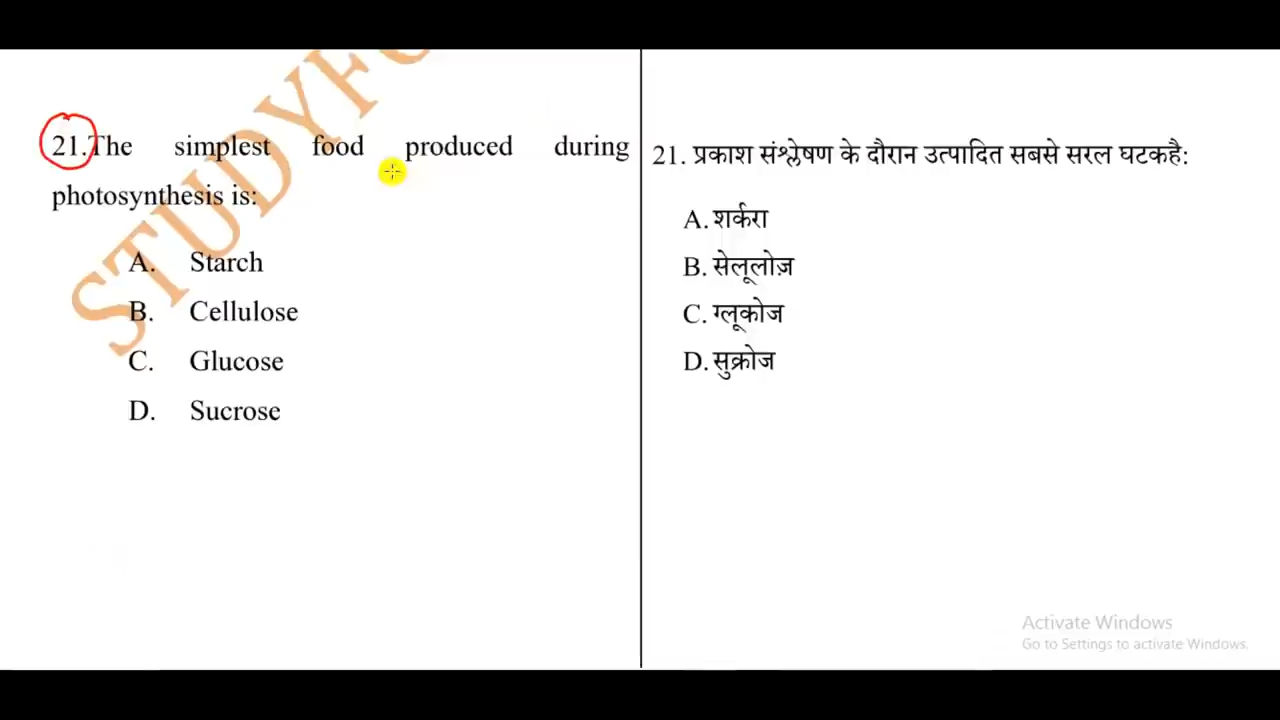 STUDYFO
21.The simplest food produced during
photosynthesis is:
A. Starch
B. Cellulose
C. Glucose
D. Sucrose
21. प्रकाश संश्लेषण के दौरान उत्पादित सबसे सरल घटकहै:
A. शर्करा
B. सेलूलोज़
C. ग्लूकोज
D. सुक्रोज
Activate Windows
Go to Settings to activate Windows.